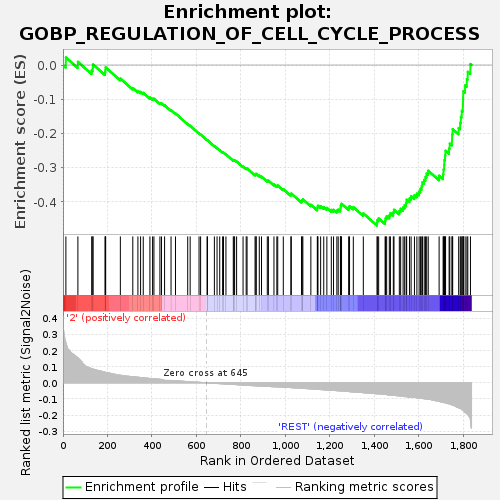 Enrichment plot:
GOBP_REGULATION_OF_CELL_CYCLE_PROCESS
Enrichment score (ES)
0.0
-0.1
-0.2
-0.3
-0.4
Ranked list metric (Signal2Noise)
'2' (positively correlated)
0.4
0.3
0.2
0.1
0.0
-0.1
-0.2
-0.3
Zero cross at 645
'REST' (negatively correlated)
0 200 400 600 800 1,000 1,200 1,400 1,600 1,800
Rank in Ordered Dataset
Enrichment profile Hits Ranking metric scores